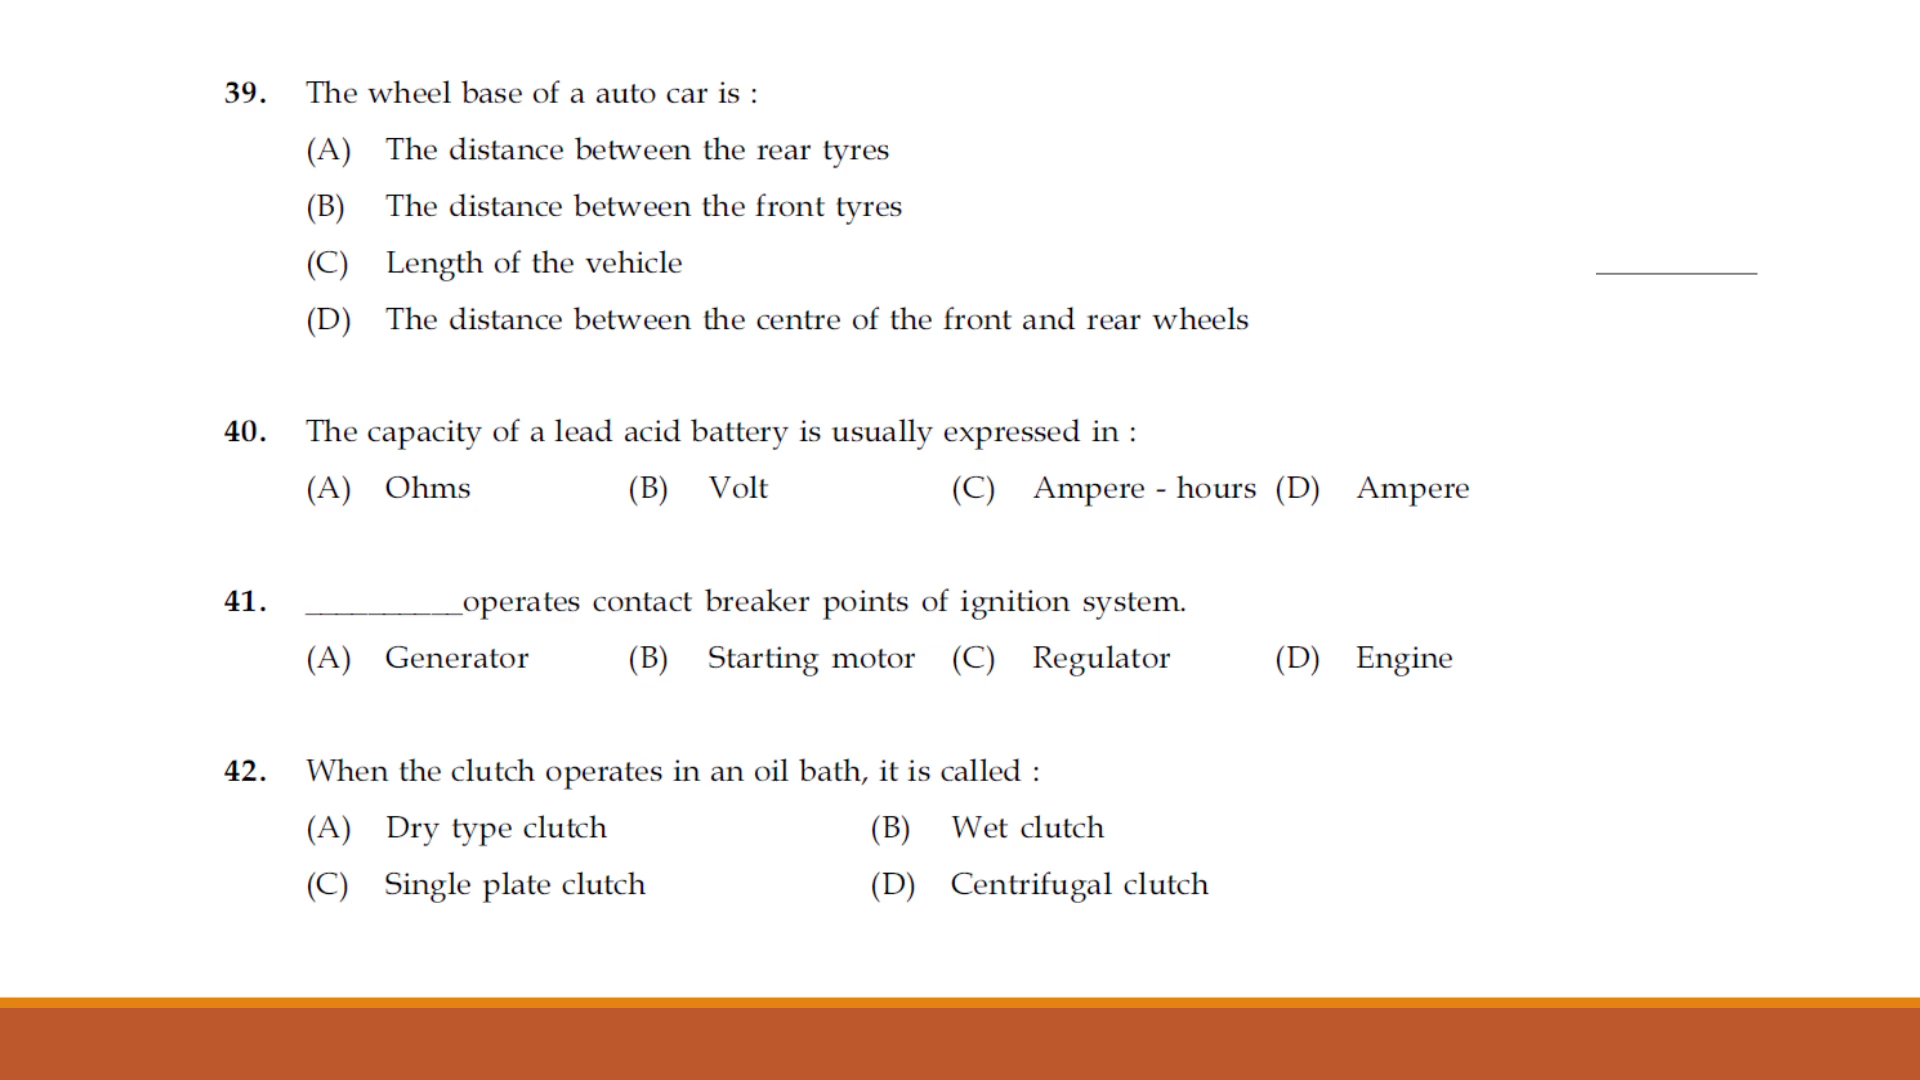 39. The wheel base of a auto car is :
(A) The distance between the rear tyres
(B) The distance between the front tyres
(C) Length of the vehicle
(D) The distance between the centre of the front and rear wheels
40. The capacity of a lead acid battery is usually expressed in :
(A) Ohms (B) Volt (C) Ampere - hours (D) Ampere
41. __________operates contact breaker points of ignition system.
(A) Generator (B) Starting motor (C) Regulator (D) Engine
42. When the clutch operates in an oil bath, it is called :
(A) Dry type clutch (B) Wet clutch
(C) Single plate clutch (D) Centrifugal clutch